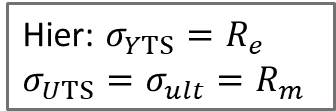 Hier: σ_YTS = R_e
σ_UTS = σ_ult = R_m